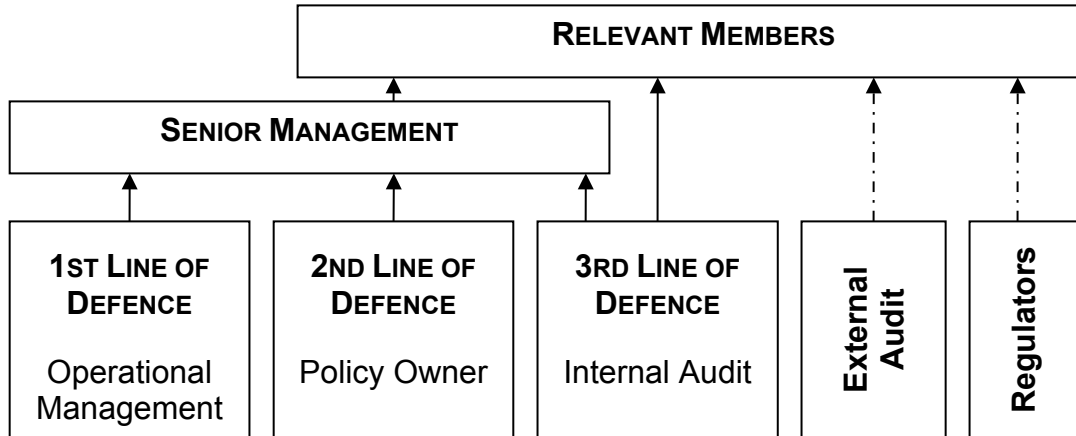 RELEVANT MEMBERS
SENIOR MANAGEMENT
1ST LINE OF
DEFENCE
Operational
Management
2ND LINE OF
DEFENCE
Policy Owner
3RD LINE OF
DEFENCE
Internal Audit
External
Audit
Regulators